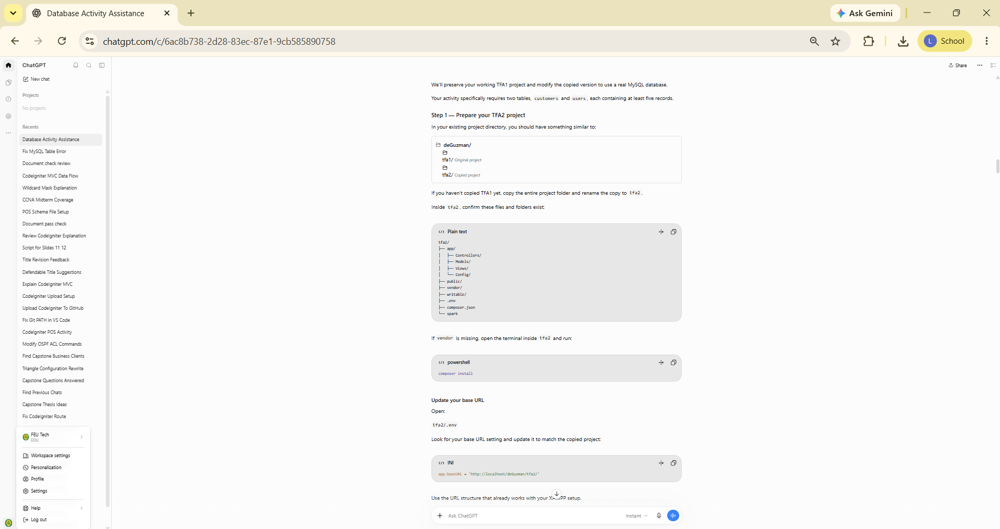 Database Activity Assistance
Ask Gemini
chatgpt.com/c/6ac8b738-2d28-83ec-87e1-9cb585890758
L School
ChatGPT
New chat
Projects
No projects
Recents
Database Activity Assistance
Fix MySQL Table Error
Document check review
CodeIgniter MVC Data Flow
Wildcard Mask Explanation
CCNA Midterm Coverage
POS Schema File Setup
Document pass check
Review CodeIgniter Explanation
Script for Slides 11 12
Title Revision Feedback
Defendable Title Suggestions
Explain CodeIgniter MVC
CodeIgniter Upload Setup
Upload CodeIgniter To GitHub
Fix Git PATH in VS Code
CodeIgniter POS Activity
Modify OSPF ACL Commands
Find Capstone Business Clients
Triangle Configuration Rewrite
Capstone Questions Answered
Find Previous Chats
Capstone Thesis Ideas
Fix CodeIgniter Route
FEU Tech
EDU
Workspace settings
Personalization
Profile
Settings
Help
Log out
Share
We'll preserve your working TFA1 project and modify the copied version to use a real MySQL database.
Your activity specifically requires two tables, customers and users, each containing at least five records.
Step 1 — Prepare your TFA2 project
In your existing project directory, you should have something similar to:
deGuzman/
tfa1/ Original project
tfa2/ Copied project
If you haven't copied TFA1 yet, copy the entire project folder and rename the copy to tfa2.
Inside tfa2, confirm these files and folders exist:
Plain text
tfa2/
├── app/
│   ├── Controllers/
│   ├── Models/
│   ├── Views/
│   └── Config/
├── public/
├── vendor/
├── writable/
├── .env
├── composer.json
└── spark
If vendor is missing, open the terminal inside tfa2 and run:
powershell
composer install
Update your base URL
Open:
tfa2/.env
Look for your base URL setting and update it to match the copied project:
INI
app.baseURL = 'http://localhost/deGuzman/tfa2/'
Use the URL structure that already works with your XAMPP setup.
Ask ChatGPT
Instant